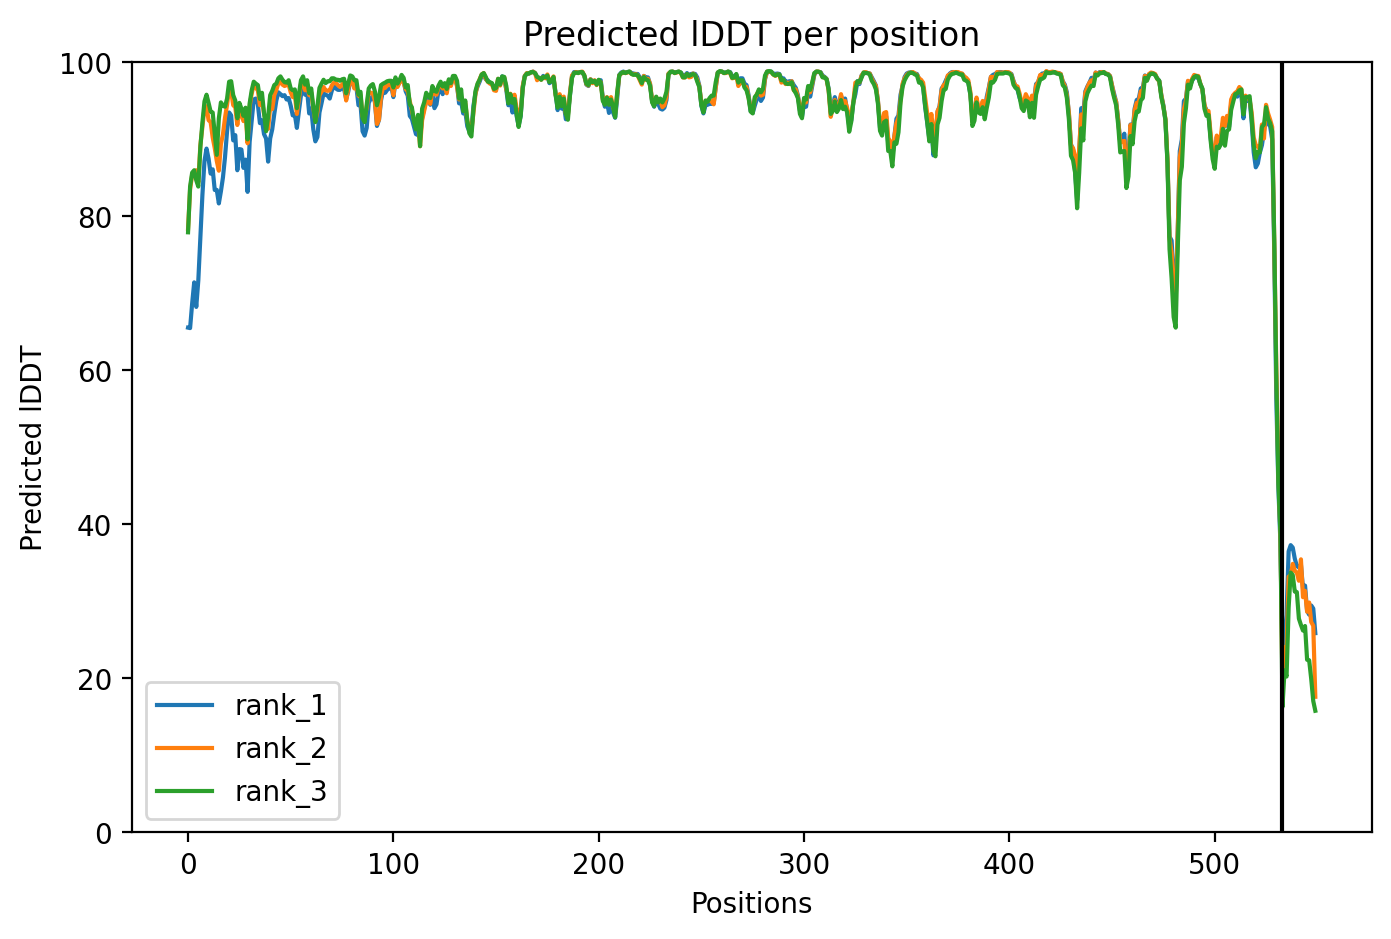 Predicted lDDT per position
Predicted lDDT
100
80
60
40
20
0
rank_1
rank_2
rank_3
0 100 200 300 400 500
Positions